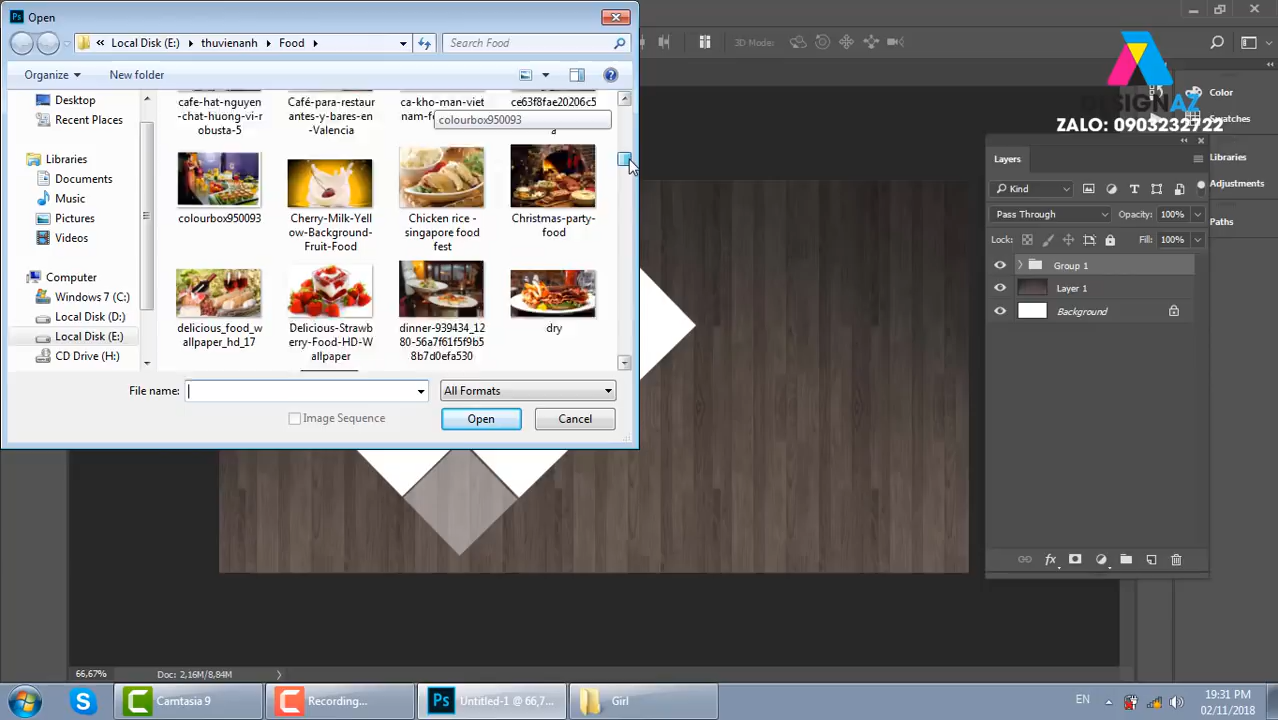 Open
Local Disk (E:) thuvienanh Food
Search Food
Organize
New folder
Desktop
Recent Places
Libraries
Documents
Music
Pictures
Videos
Computer
Windows 7 (C:)
Local Disk (D:)
Local Disk (E:)
CD Drive (H:)
cafe-hat-nguyen
-chat-huong-vi-r
obusta-5
Café-para-restaur
antes-y-bares-en
-Valencia
ca-kho-man-viet
nam-f
ce63f8fae20206c5
a
colourbox950093
colourbox950093
Cherry-Milk-Yell
ow-Background-
Fruit-Food
Chicken rice -
singapore food
fest
Christmas-party-
food
delicious_food_w
allpaper_hd_17
Delicious-Strawb
erry-Food-HD-W
allpaper
dinner-939434_12
80-56a7f61f5f9b5
8b7d0efa530
dry
File name:
All Formats
Image Sequence
Open
Cancel
3D Mode:
DESIGN AZ
ZALO: 0903232722
Color
Swatches
Libraries
Adjustments
Paths
Layers
Kind
Pass Through
Opacity: 100%
Lock:
Fill: 100%
Group 1
Layer 1
Background
fx
66,67%
Doc: 2,16M/8,84M
Camtasia 9
Recording...
Ps
Untitled-1 @ 66,7...
Girl
EN
19:31 PM
02/11/2018